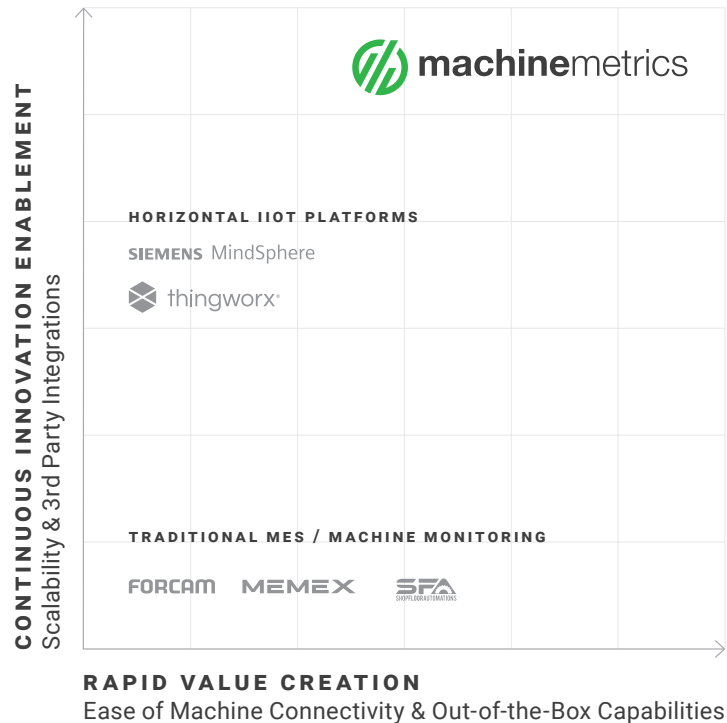 CONTINUOUS INNOVATION ENABLEMENT
Scalability & 3rd Party Integrations
machinemetrics
HORIZONTAL IIOT PLATFORMS
SIEMENS MindSphere
thingworx®
TRADITIONAL MES / MACHINE MONITORING
FORCAM MEMEX SFA
SHOPFLOORAUTOMATIONS
RAPID VALUE CREATION
Ease of Machine Connectivity & Out-of-the-Box Capabilities